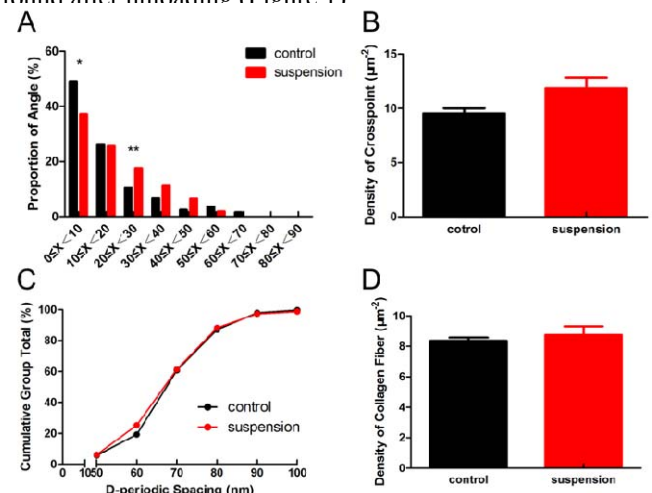 A
60
40
20
0
Proportion of Angle (%)
*
**
control
suspension
0≤X<10
10≤X<20
20≤X<30
30≤X<40
40≤X<50
50≤X<60
60≤X<70
70≤X<80
80≤X<90
B
15
10
5
0
Density of Crosspoint (μm⁻²)
cotrol
suspension
C
100
80
60
40
20
0
Cumulative Group Total (%)
control
suspension
0 1050 60 70 80 90 100
D-periodic Spacing (nm)
D
10
8
6
4
2
0
Density of Collagen Fiber (μm⁻²)
control
suspension